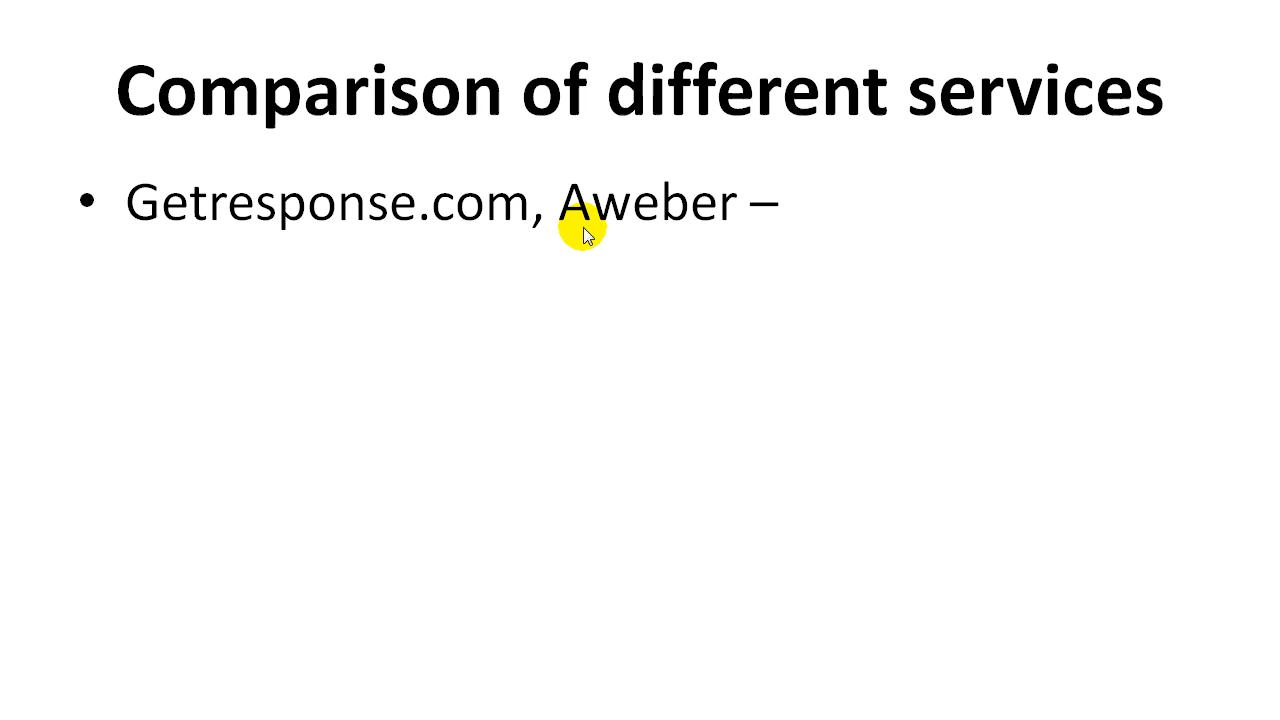 Comparison of different services
• Getresponse.com, Aweber –